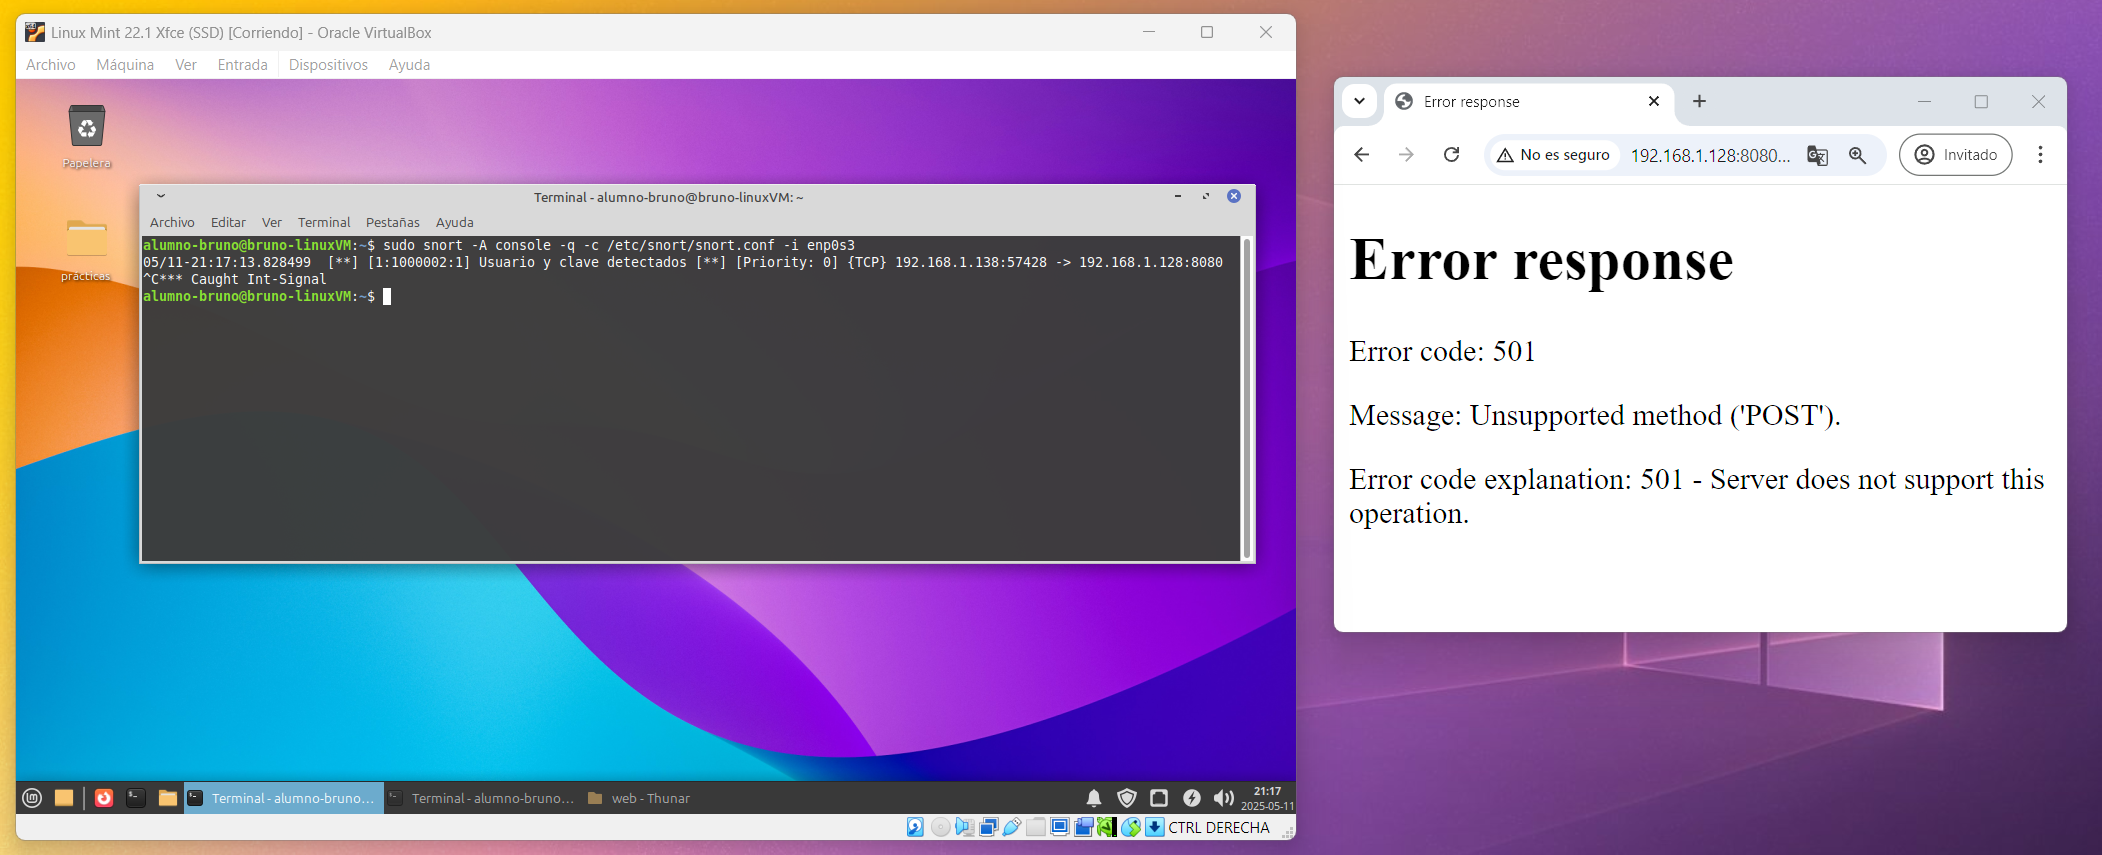 Linux Mint 22.1 Xfce (SSD) [Corriendo] - Oracle VirtualBox
Archivo Máquina Ver Entrada Dispositivos Ayuda
Papelera
prácticas
Terminal - alumno-bruno@bruno-linuxVM: ~
Archivo Editar Ver Terminal Pestañas Ayuda
alumno-bruno@bruno-linuxVM:~$ sudo snort -A console -q -c /etc/snort/snort.conf -i enp0s3
05/11-21:17:13.828499  [**] [1:1000002:1] Usuario y clave detectados [**] [Priority: 0] {TCP} 192.168.1.138:57428 -> 192.168.1.128:8080
^C*** Caught Int-Signal
alumno-bruno@bruno-linuxVM:~$
Terminal - alumno-bruno...
Terminal - alumno-bruno...
web - Thunar
21:17
2025-05-11
CTRL DERECHA
Error response
No es seguro
192.168.1.128:8080...
Invitado
Error response
Error code: 501
Message: Unsupported method ('POST').
Error code explanation: 501 - Server does not support this
operation.